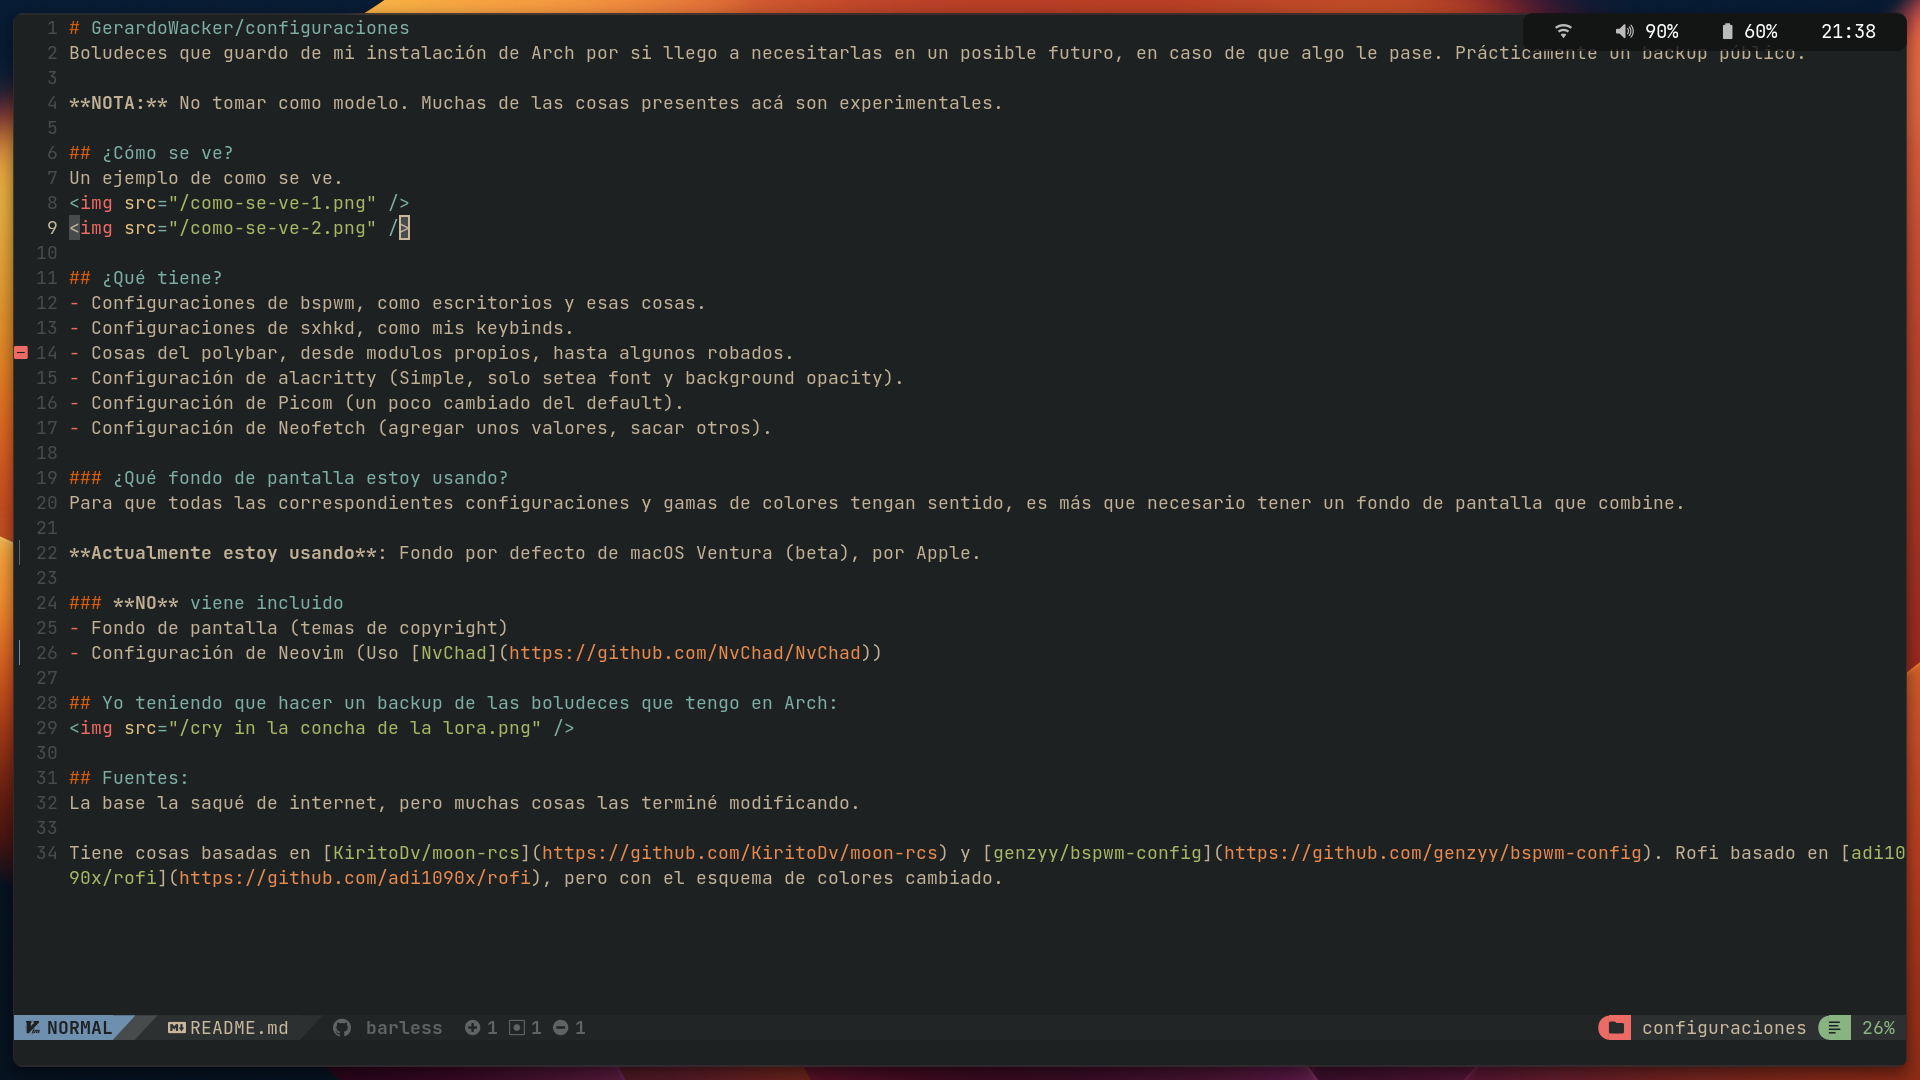 1 # GerardoWacker/configuraciones
90% 60% 21:38
2 Boludeces que guardo de mi instalación de Arch por si llego a necesitarlas en un posible futuro, en caso de que algo le pase. Prácticamente un backup público.
3
4 **NOTA:** No tomar como modelo. Muchas de las cosas presentes acá son experimentales.
5
6 ## ¿Cómo se ve?
7 Un ejemplo de como se ve.
8 <img src="/como-se-ve-1.png" />
9 <img src="/como-se-ve-2.png" />
10
11 ## ¿Qué tiene?
12 - Configuraciones de bspwm, como escritorios y esas cosas.
13 - Configuraciones de sxhkd, como mis keybinds.
14 - Cosas del polybar, desde modulos propios, hasta algunos robados.
15 - Configuración de alacritty (Simple, solo setea font y background opacity).
16 - Configuración de Picom (un poco cambiado del default).
17 - Configuración de Neofetch (agregar unos valores, sacar otros).
18
19 ### ¿Qué fondo de pantalla estoy usando?
20 Para que todas las correspondientes configuraciones y gamas de colores tengan sentido, es más que necesario tener un fondo de pantalla que combine.
21
22 **Actualmente estoy usando**: Fondo por defecto de macOS Ventura (beta), por Apple.
23
24 ### **NO** viene incluido
25 - Fondo de pantalla (temas de copyright)
26 - Configuración de Neovim (Uso [NvChad](https://github.com/NvChad/NvChad))
27
28 ## Yo teniendo que hacer un backup de las boludeces que tengo en Arch:
29 <img src="/cry in la concha de la lora.png" />
30
31 ## Fuentes:
32 La base la saqué de internet, pero muchas cosas las terminé modificando.
33
34 Tiene cosas basadas en [KiritoDv/moon-rcs](https://github.com/KiritoDv/moon-rcs) y [genzyy/bspwm-config](https://github.com/genzyy/bspwm-config). Rofi basado en [adi10
90x/rofi](https://github.com/adi1090x/rofi), pero con el esquema de colores cambiado.
NORMAL README.md barless 1 1 1 configuraciones 26%